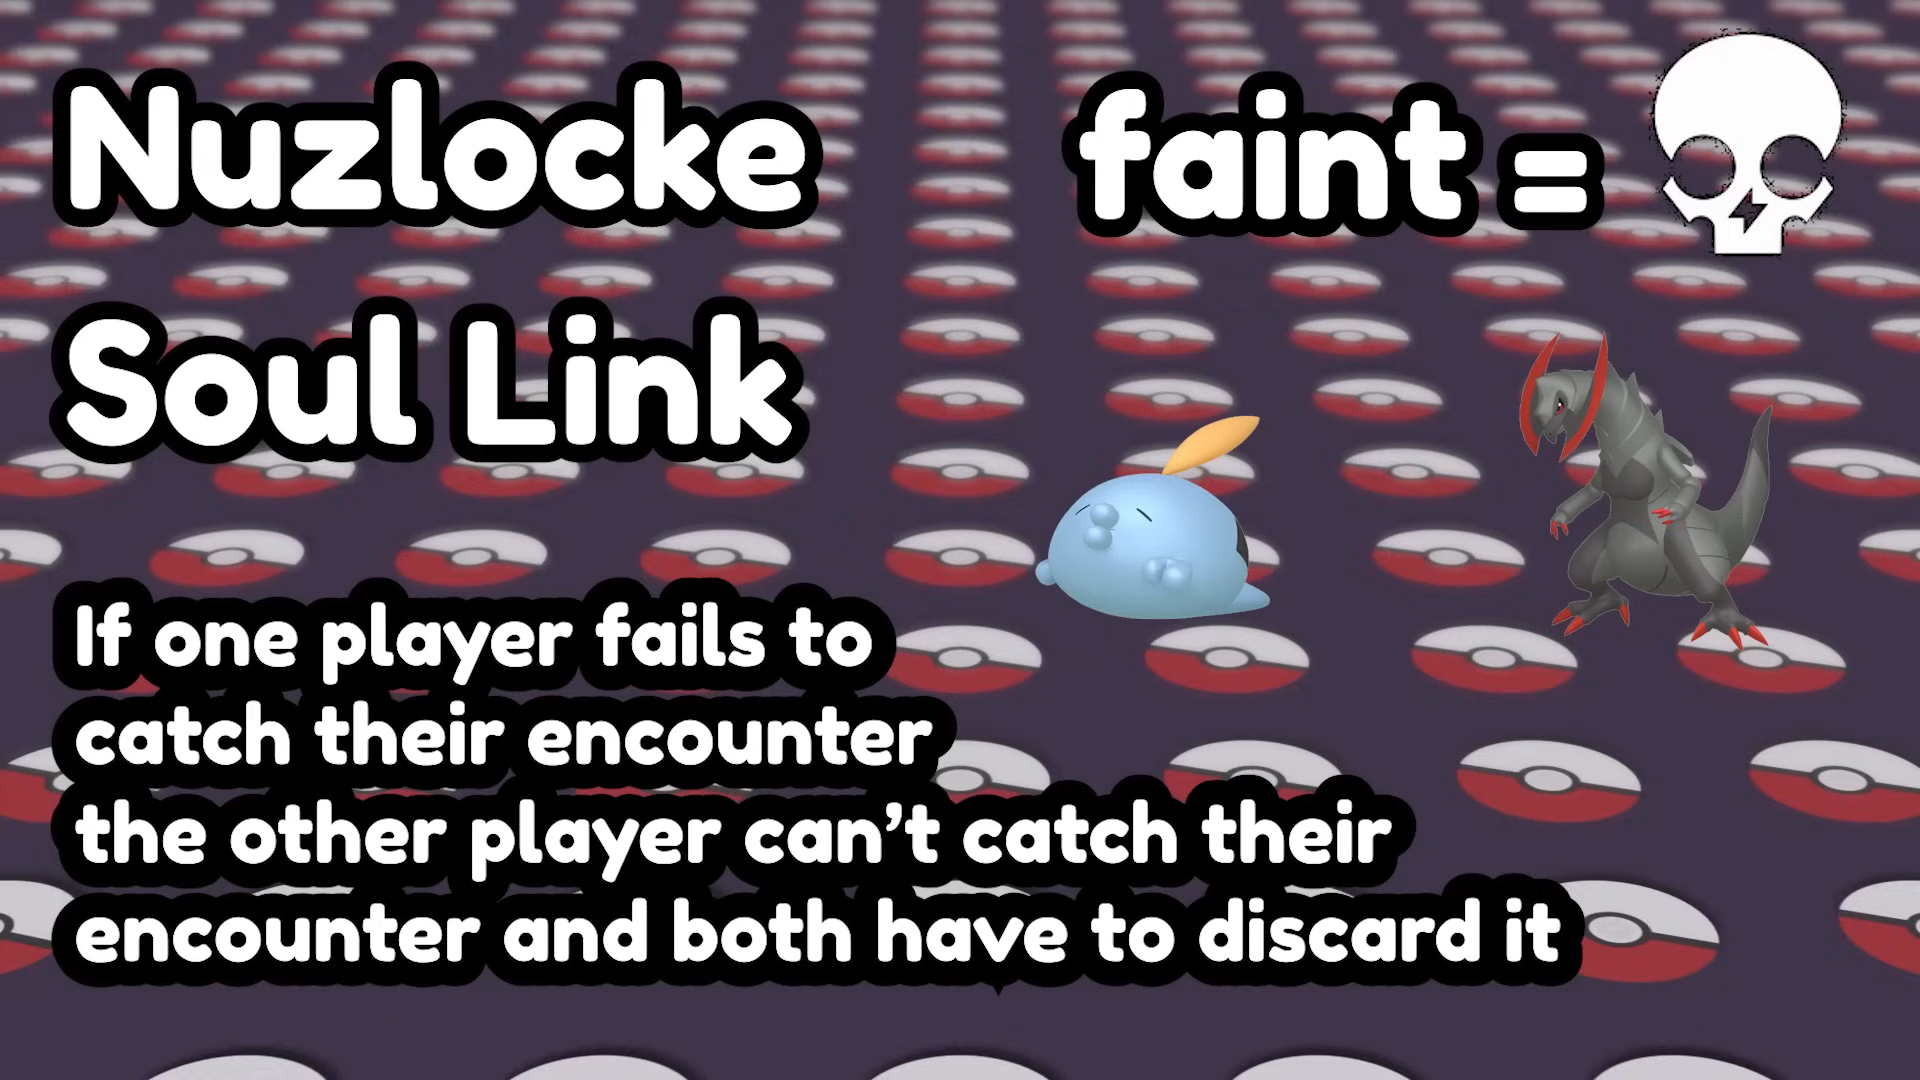 Nuzlocke
faint =
Soul Link
If one player fails to
catch their encounter
the other player can’t catch their
encounter and both have to discard it